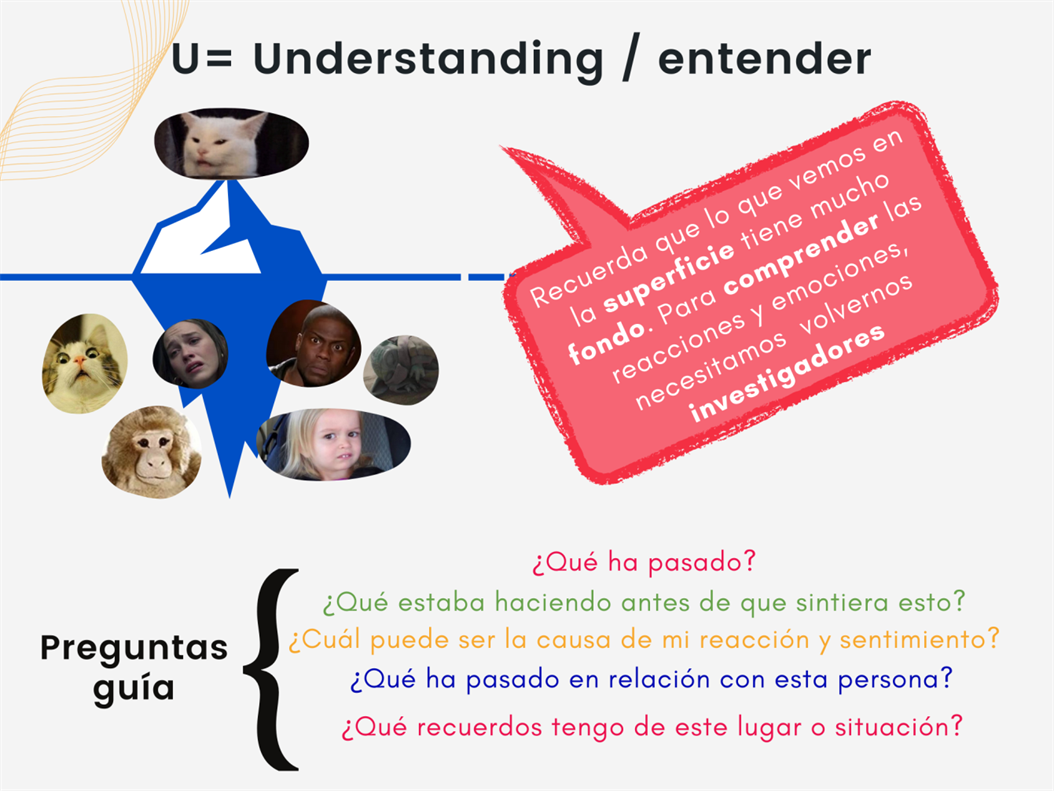 U= Understanding / entender
Recuerda que lo que vemos en
la superficie tiene mucho
fondo. Para comprender las
reacciones y emociones,
necesitamos volvernos
investigadores
Preguntas
guía
¿Qué ha pasado?
¿Qué estaba haciendo antes de que sintiera esto?
¿Cuál puede ser la causa de mi reacción y sentimiento?
¿Qué ha pasado en relación con esta persona?
¿Qué recuerdos tengo de este lugar o situación?